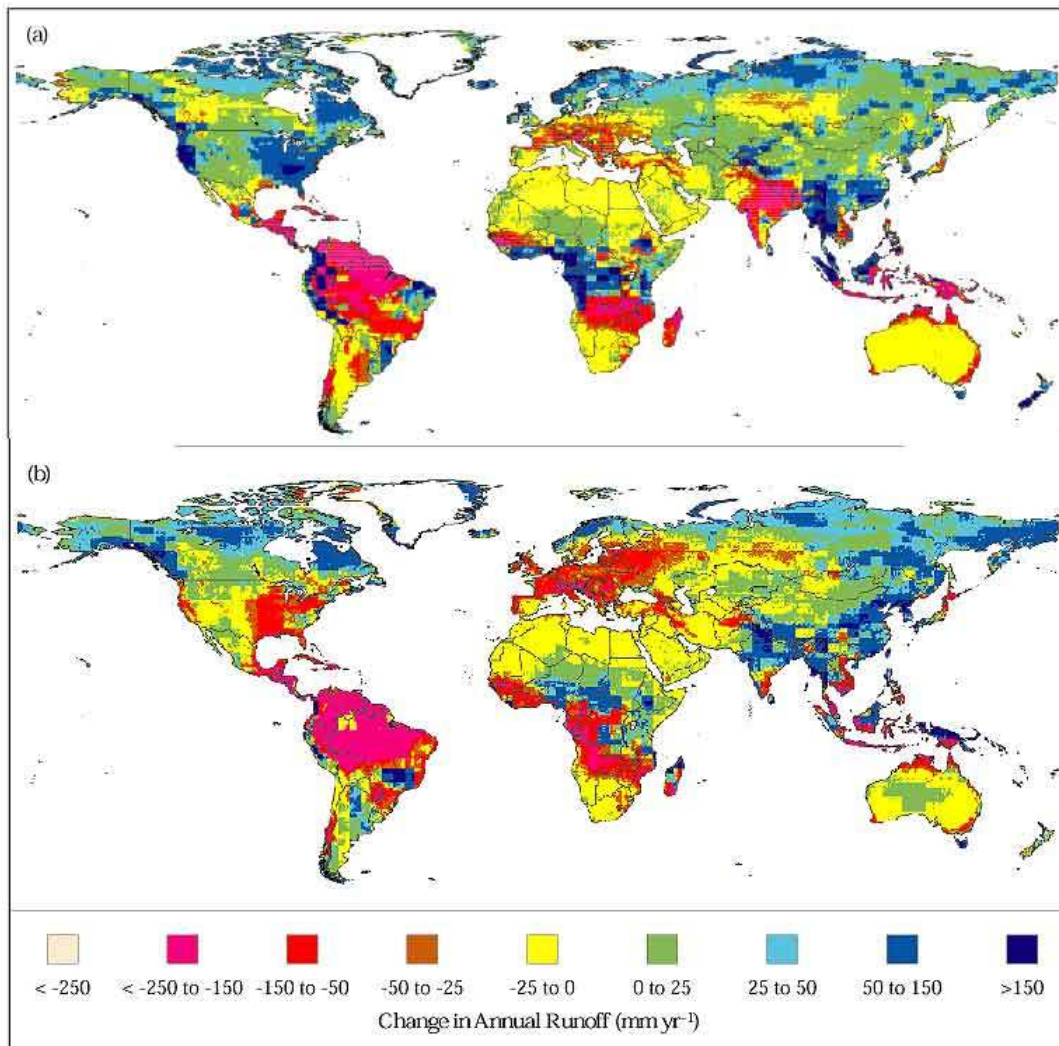 (a)
(b)
< -250 < -250 to -150 -150 to -50 -50 to -25 -25 to 0 0 to 25 25 to 50 50 to 150 >150
Change in Annual Runoff (mm yr⁻¹)